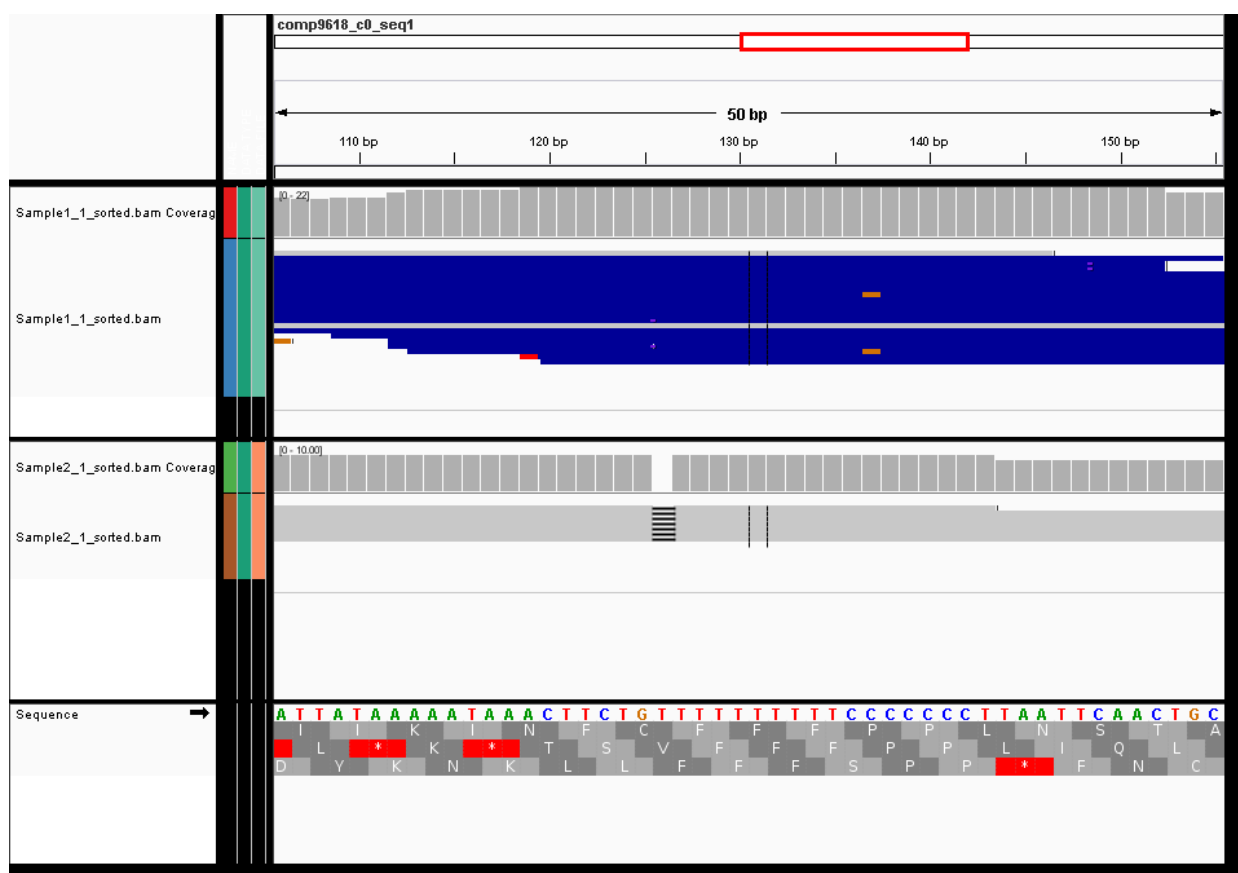 comp9618_c0_seq1
50 bp
110 bp 120 bp 130 bp 140 bp 150 bp
[0 - 22]
Sample1_1_sorted.bam Coverag
Sample1_1_sorted.bam
[0 - 10.00]
Sample2_1_sorted.bam Coverag
Sample2_1_sorted.bam
Sequence
A T T A T A A A A A T A A A C T T C T G T T T T T T T T T T C C C C C C C T T A A T T C A A C T G C
I I K I N F C F F F P P L N S T A
L * K * T S V F F F P P L I Q L
D Y K N K L L F F F S P P * F N C